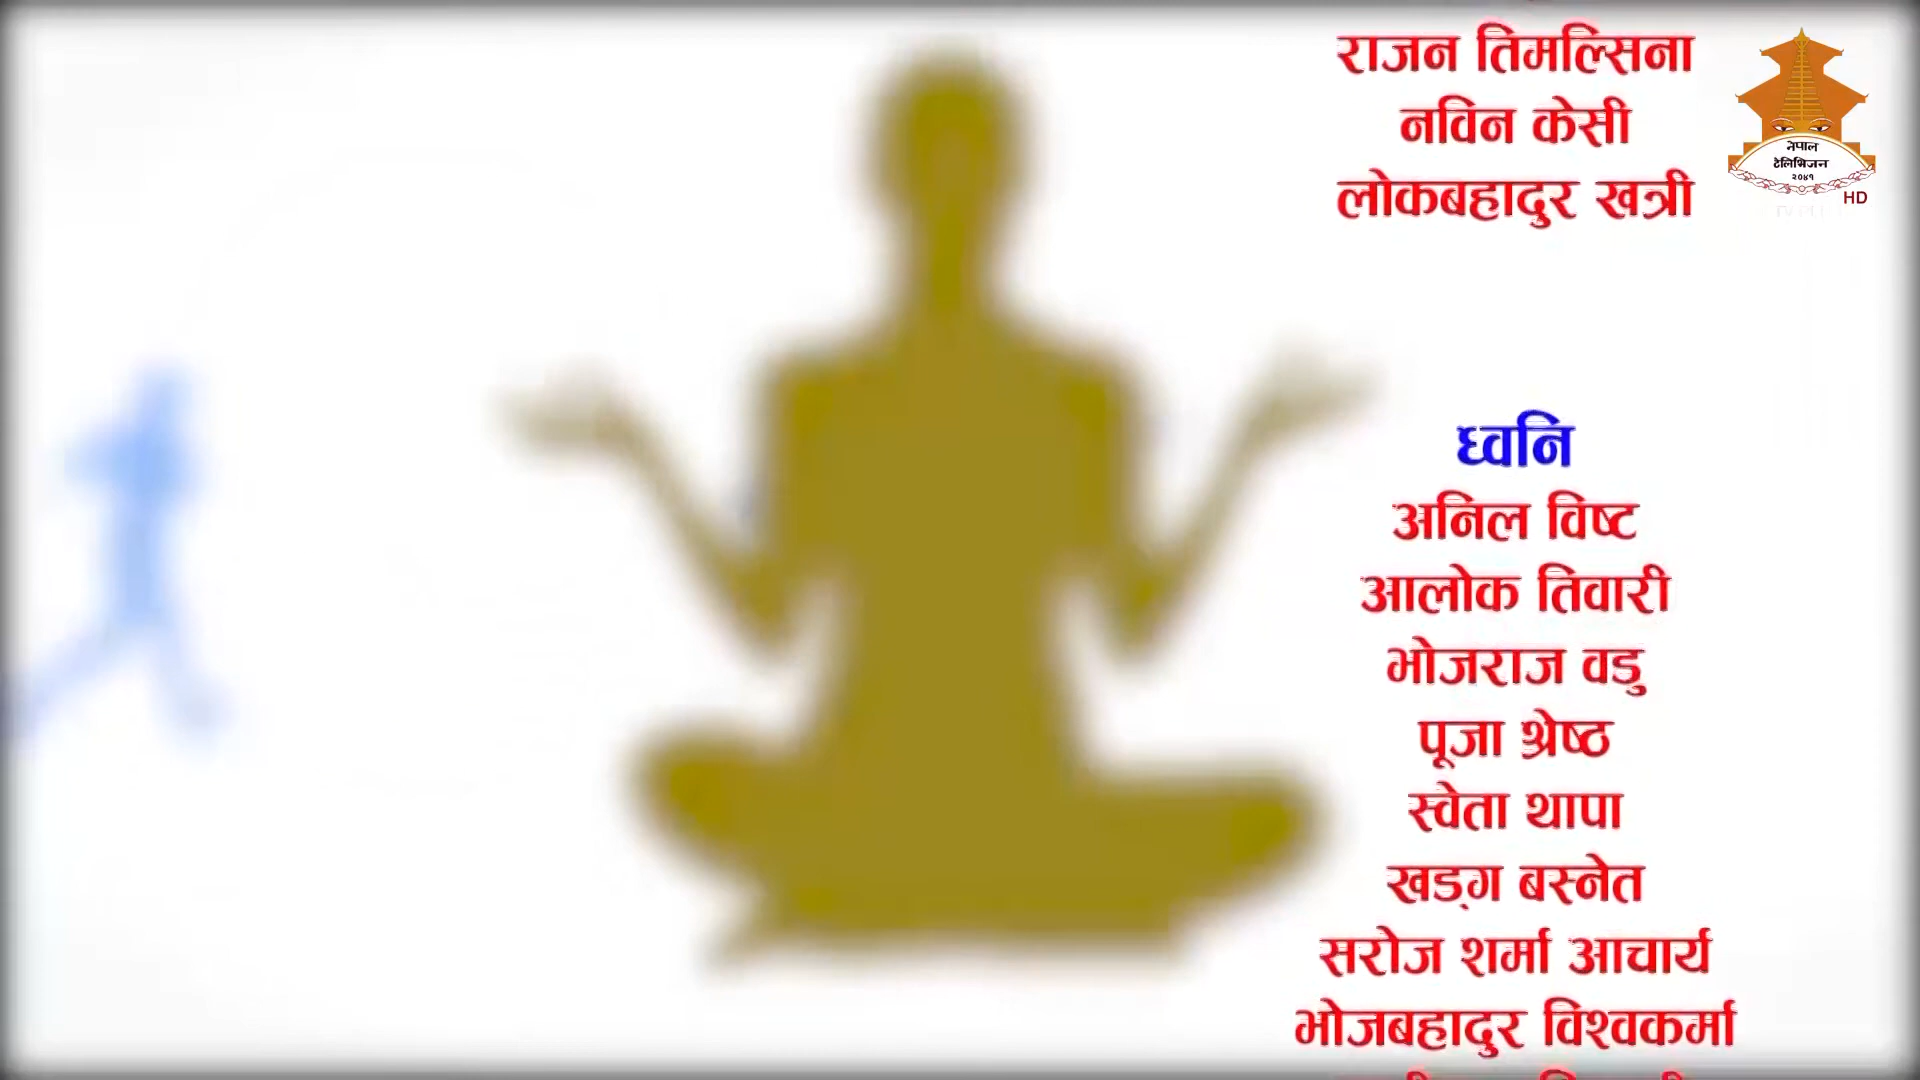 राजन तिमल्सिना
नविन केसी
लोकबहादुर खत्री
नेपाल
टेलिभिजन
२०४१
HD
ध्वनि
अनिल विष्ट
आलोक तिवारी
भोजराज वडु
पूजा श्रेष्ठ
स्वेता थापा
खड्ग बस्नेत
सरोज शर्मा आचार्य
भोजबहादुर विश्वकर्मा